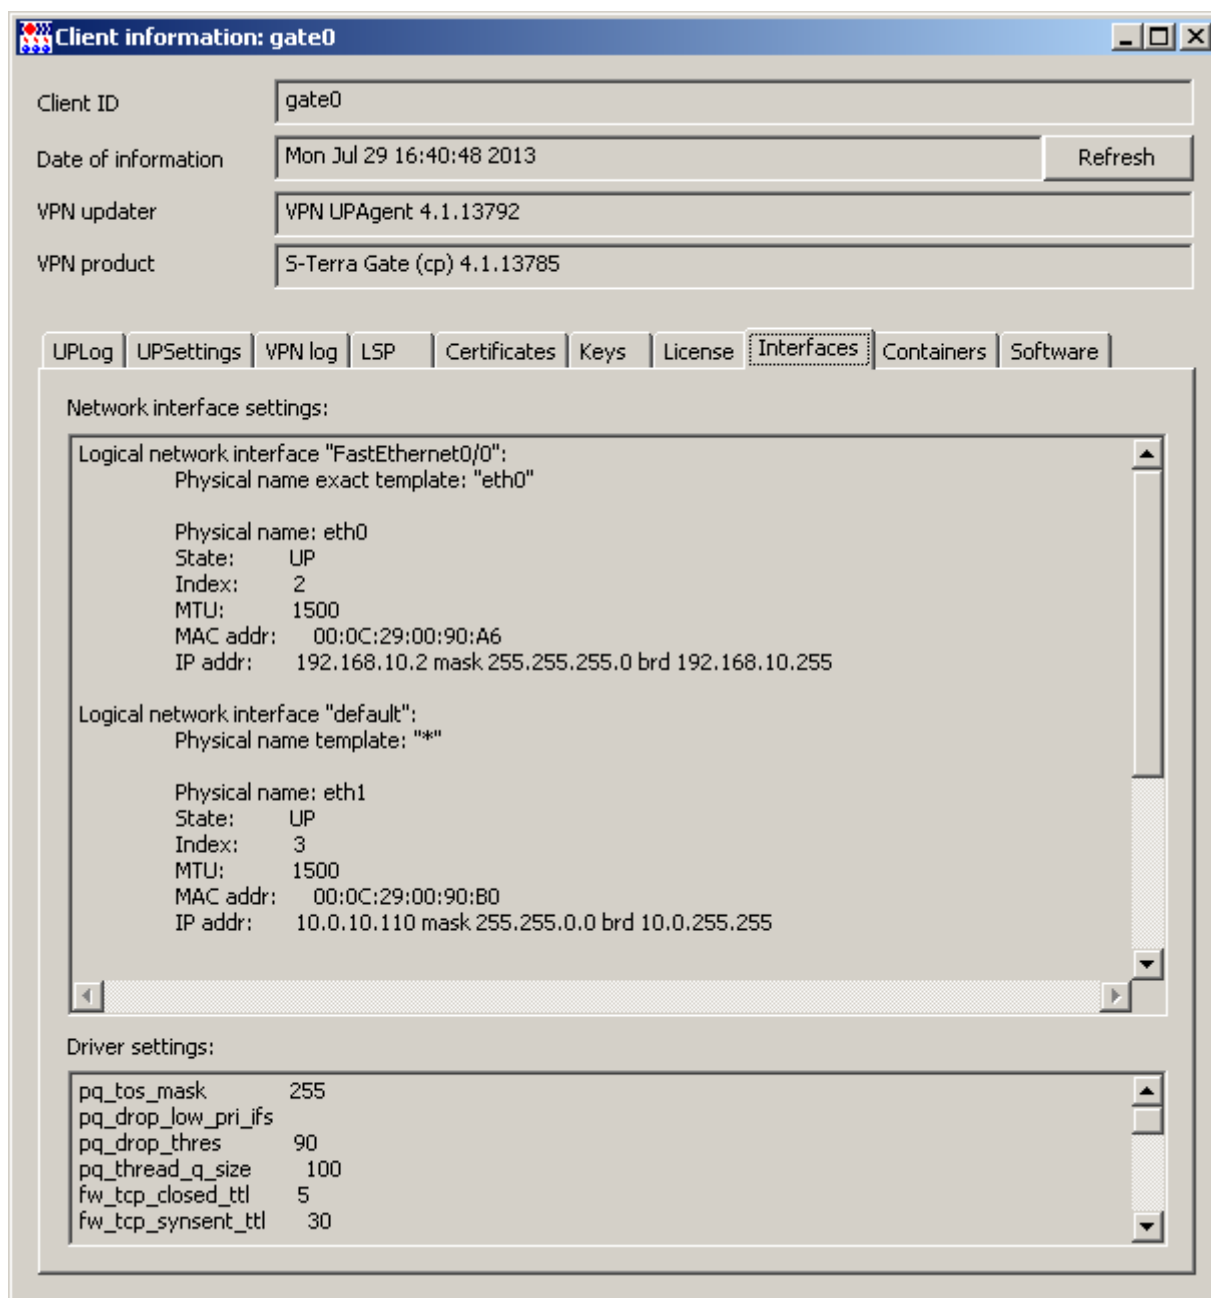 Client information: gate0
Client ID gate0
Date of information Mon Jul 29 16:40:48 2013 Refresh
VPN updater VPN UPAgent 4.1.13792
VPN product S-Terra Gate (cp) 4.1.13785
UPLog UPSettings VPN log LSP Certificates Keys License Interfaces Containers Software
Network interface settings:
Logical network interface "FastEthernet0/0":
Physical name exact template: "eth0"
Physical name: eth0
State: UP
Index: 2
MTU: 1500
MAC addr: 00:0C:29:00:90:A6
IP addr: 192.168.10.2 mask 255.255.255.0 brd 192.168.10.255
Logical network interface "default":
Physical name template: "*"
Physical name: eth1
State: UP
Index: 3
MTU: 1500
MAC addr: 00:0C:29:00:90:B0
IP addr: 10.0.10.110 mask 255.255.0.0 brd 10.0.255.255
Driver settings:
pq_tos_mask 255
pq_drop_low_pri_ifs
pq_drop_thres 90
pq_thread_q_size 100
fw_tcp_closed_ttl 5
fw_tcp_synsent_ttl 30